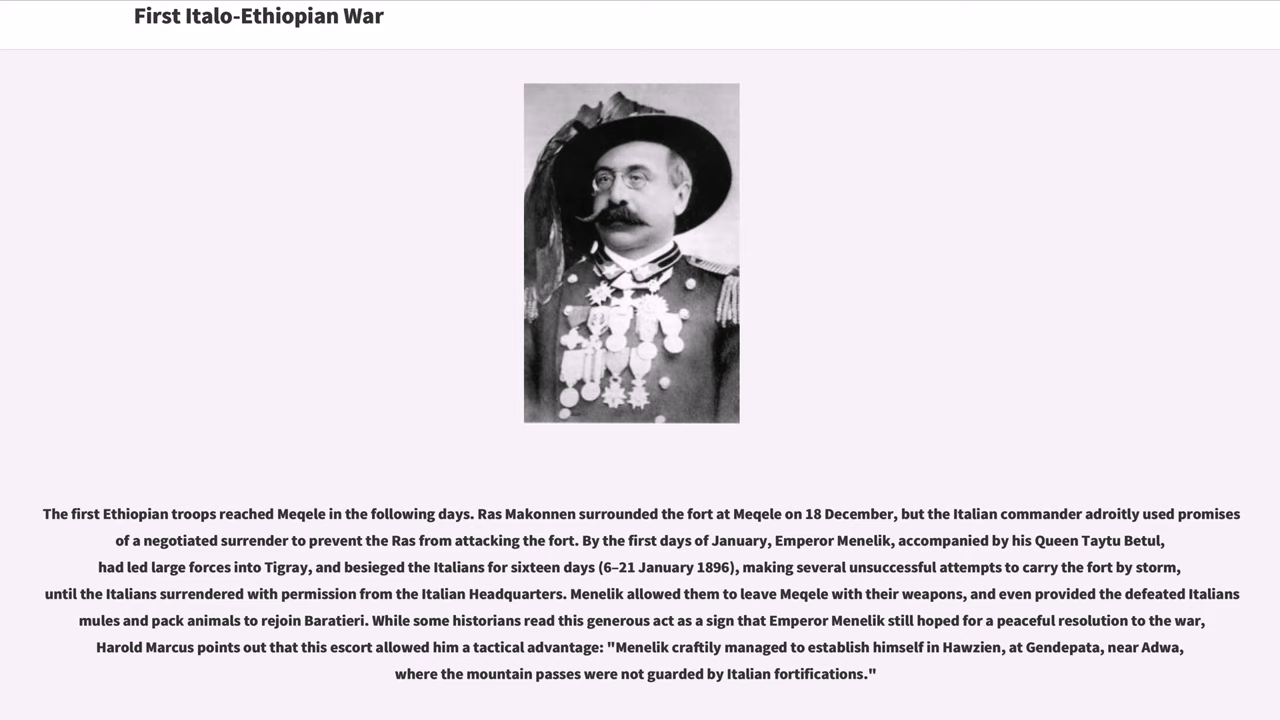 First Italo-Ethiopian War
The first Ethiopian troops reached Meqele in the following days. Ras Makonnen surrounded the fort at Meqele on 18 December, but the Italian commander adroitly used promises
of a negotiated surrender to prevent the Ras from attacking the fort. By the first days of January, Emperor Menelik, accompanied by his Queen Taytu Betul,
had led large forces into Tigray, and besieged the Italians for sixteen days (6–21 January 1896), making several unsuccessful attempts to carry the fort by storm,
until the Italians surrendered with permission from the Italian Headquarters. Menelik allowed them to leave Meqele with their weapons, and even provided the defeated Italians
mules and pack animals to rejoin Baratieri. While some historians read this generous act as a sign that Emperor Menelik still hoped for a peaceful resolution to the war,
Harold Marcus points out that this escort allowed him a tactical advantage: "Menelik craftily managed to establish himself in Hawzien, at Gendepata, near Adwa,
where the mountain passes were not guarded by Italian fortifications."